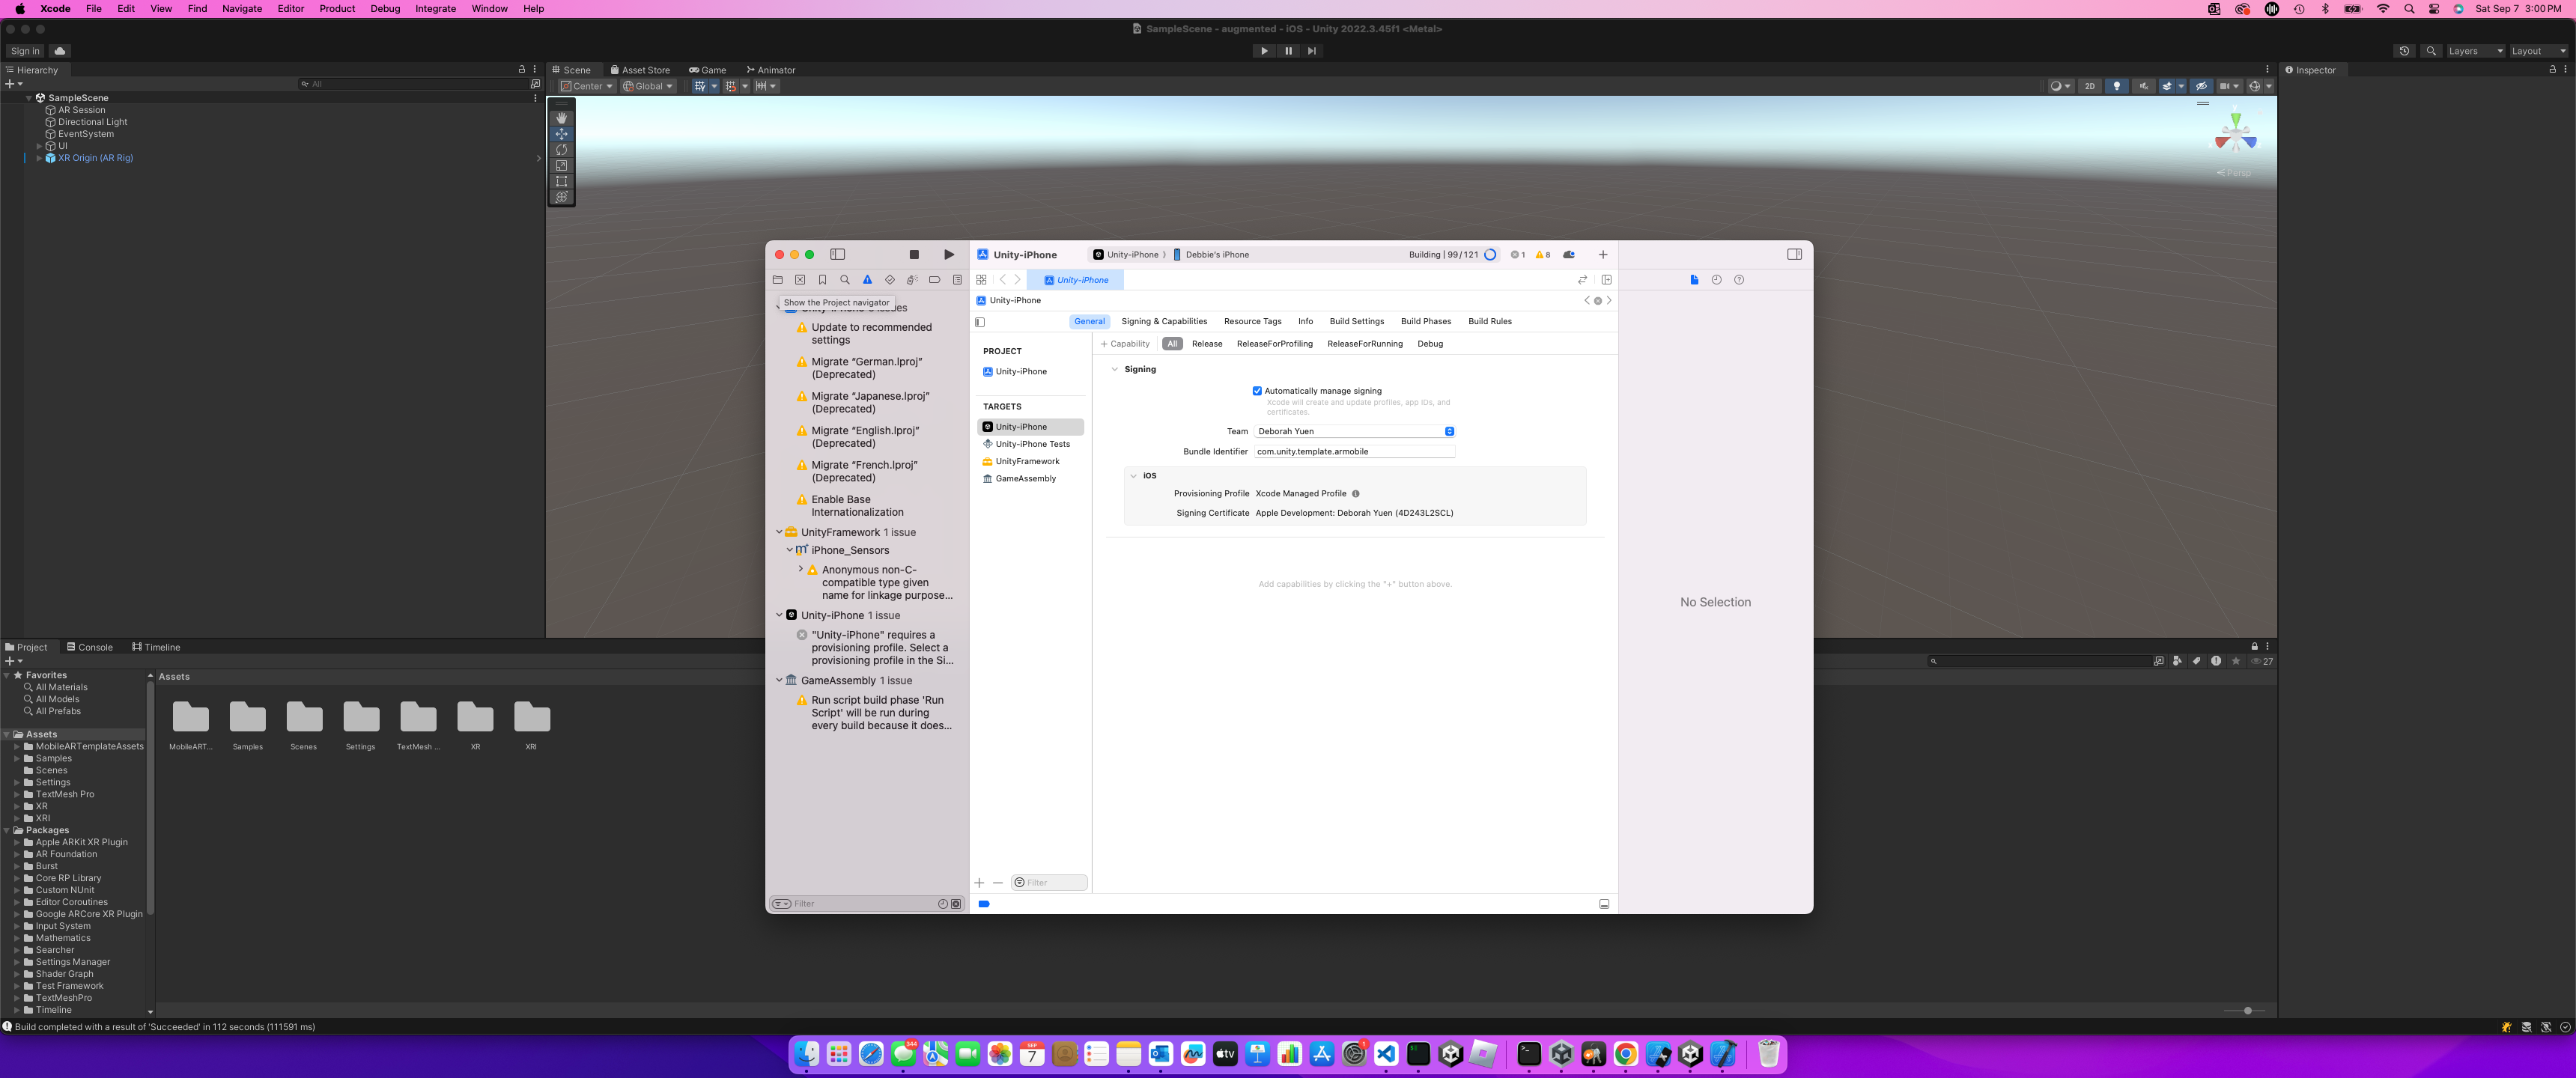 Xcode File Edit View Find Navigate Editor Product Debug Integrate Window Help
Sat Sep 7 3:00 PM
SampleScene - augmented - iOS - Unity 2022.3.45f1 <Metal>
Sign in
Layers
Layout
Hierarchy
All
SampleScene
AR Session
Directional Light
EventSystem
UI
XR Origin (AR Rig)
Scene
Asset Store
Game
Animator
Center
Global
2D
Persp
Inspector
Unity-iPhone
Unity-iPhone
Debbie's iPhone
Building | 99/121
1
8
Show the Project navigator
Update to recommended
settings
Migrate “German.lproj”
(Deprecated)
Migrate “Japanese.lproj”
(Deprecated)
Migrate “English.lproj”
(Deprecated)
Migrate “French.lproj”
(Deprecated)
Enable Base
Internationalization
UnityFramework 1 issue
iPhone_Sensors
Anonymous non-C-
compatible type given
name for linkage purpose...
Unity-iPhone 1 issue
"Unity-iPhone" requires a
provisioning profile. Select a
provisioning profile in the Si...
GameAssembly 1 issue
Run script build phase 'Run
Script' will be run during
every build because it does...
Filter
Unity-iPhone
Unity-iPhone
General
Signing & Capabilities
Resource Tags
Info
Build Settings
Build Phases
Build Rules
PROJECT
Unity-iPhone
TARGETS
Unity-iPhone
Unity-iPhone Tests
UnityFramework
GameAssembly
Filter
Capability
All
Release
ReleaseForProfiling
ReleaseForRunning
Debug
Signing
Automatically manage signing
Xcode will create and update profiles, app IDs, and
certificates.
Team Deborah Yuen
Bundle Identifier com.unity.template.armobile
iOS
Provisioning Profile Xcode Managed Profile
Signing Certificate Apple Development: Deborah Yuen (4D243L2SCL)
Add capabilities by clicking the "+" button above.
No Selection
Project
Console
Timeline
27
Favorites
All Materials
All Models
All Prefabs
Assets
MobileARTemplateAssets
Samples
Scenes
Settings
TextMesh Pro
XR
XRI
Packages
Apple ARKit XR Plugin
AR Foundation
Burst
Core RP Library
Custom NUnit
Editor Coroutines
Google ARCore XR Plugin
Input System
Mathematics
Searcher
Settings Manager
Shader Graph
Test Framework
TextMeshPro
Timeline
Assets
MobileART...
Samples
Scenes
Settings
TextMesh ...
XR
XRI
Build completed with a result of 'Succeeded' in 112 seconds (111591 ms)
344
SEP
7
tv
1